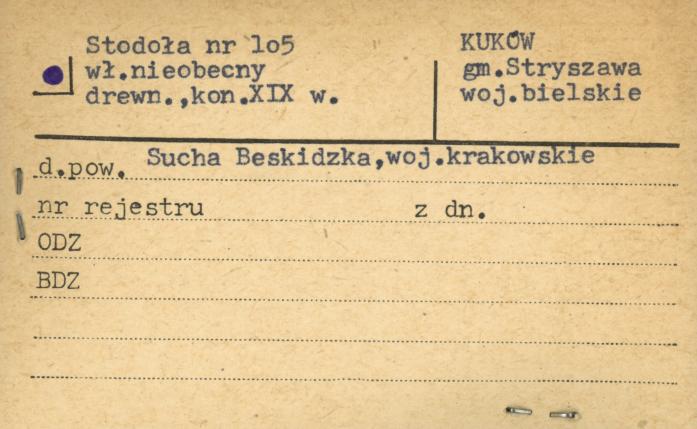 Stodoła nr lo5
wł.nieobecny
drewn.,kon.XIX w.
KUKÓW
gm.Stryszawa
woj.bielskie
d.pow. Sucha Beskidzka,woj.krakowskie
nr rejestru z dn.
ODZ
BDZ